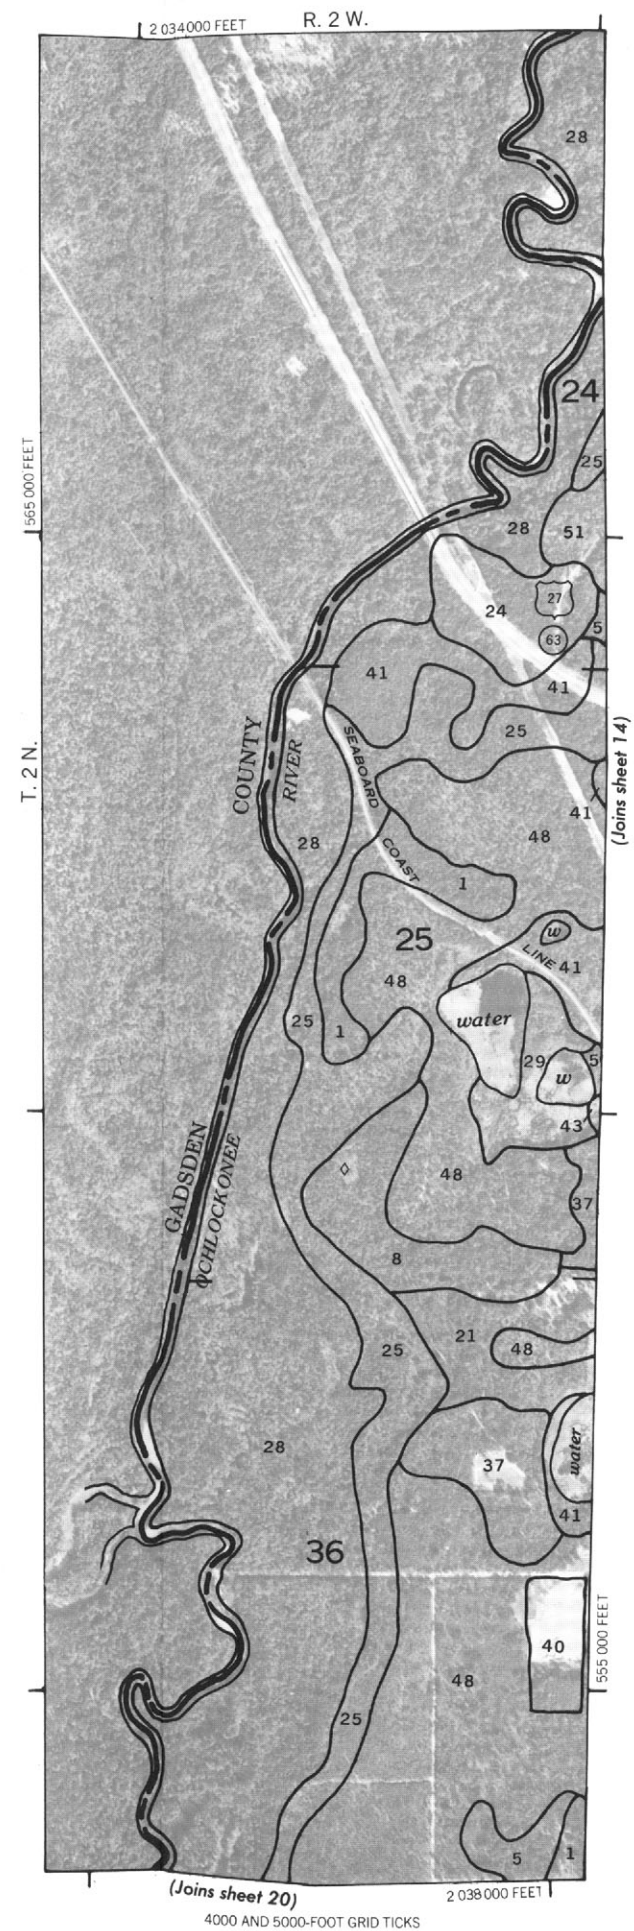 R. 2 W.
2 034 000 FEET
28
24
25
565 000 FEET
28
51
27
24
63
5
41
41
25
T. 2 N.
COUNTY
RIVER
SEABOARD
(Joins sheet 14)
41
48
28
COAST
1
25
w
LINE
41
48
water
25
1
29
w
5
43
GADSDEN
OCHLOCKONEE
48
37
8
25
21
48
28
37
water
41
36
40
555 000 FEET
48
25
5
1
(Joins sheet 20)
2 038 000 FEET
4000 AND 5000-FOOT GRID TICKS